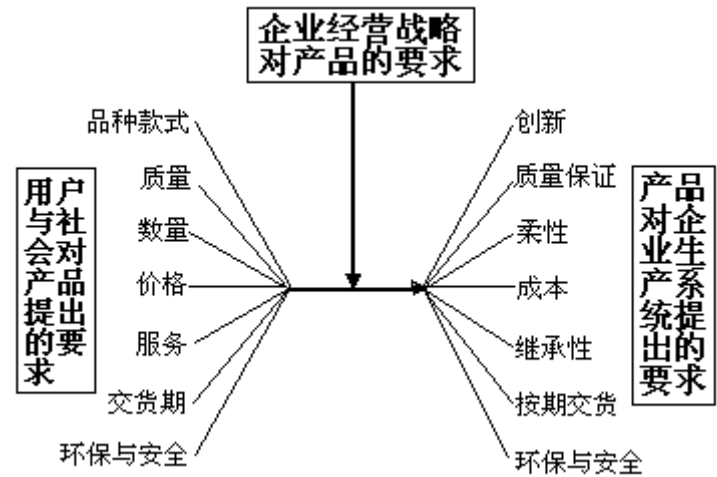 企业经营战略
对产品的要求
品种款式
质量
数量
价格
服务
交货期
环保与安全
用户
与社
会对
产品
提出
的要
求
创新
质量保证
柔性
成本
继承性
按期交货
环保与安全
产品
对企
业生
产系
统提
出的
要求